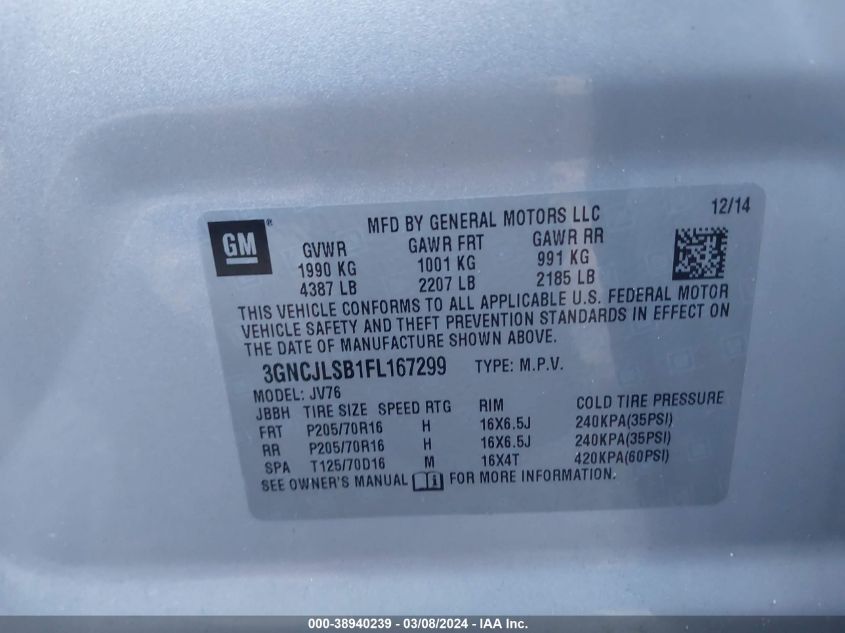 12/14
GM ®
MFD BY GENERAL MOTORS LLC
GVWR GAWR FRT GAWR RR
1990 KG 1001 KG 991 KG
4387 LB 2207 LB 2185 LB
THIS VEHICLE CONFORMS TO ALL APPLICABLE U.S. FEDERAL MOTOR
VEHICLE SAFETY AND THEFT PREVENTION STANDARDS IN EFFECT ON
THE DATE OF MANUFACTURE SHOWN ABOVE.
3GNCJLSB1FL167299 TYPE: M.P.V.
MODEL: JV76
JBBH TIRE SIZE SPEED RTG RIM COLD TIRE PRESSURE
FRT P205/70R16 H 16X6.5J 240KPA(35PSI)
RR P205/70R16 H 16X6.5J 240KPA(35PSI)
SPA T125/70D16 M 16X4T 420KPA(60PSI)
SEE OWNER'S MANUAL i FOR MORE INFORMATION.
000-38940239 - 03/08/2024 - IAA Inc.